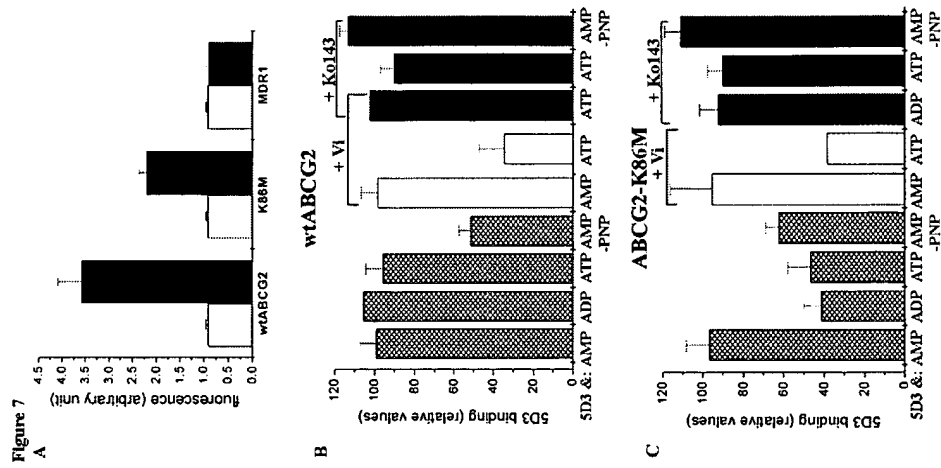 Figure 7
A
fluorescence (arbitrary unit)
4.5
4.0
3.5
3.0
2.5
2.0
1.5
1.0
0.5
0.0
wtABCG2
K86M
MDR1
B
wtABCG2
5D3 binding (relative values)
120
100
80
60
40
20
0
+ Vi
+ Ko143
5D3 &: AMP ADP ATP AMP AMP ATP ATP ATP AMP
-PNP -PNP
C
ABCG2-K86M
5D3 binding (relative values)
120
100
80
60
40
20
0
+ Vi
+ Ko143
5D3 &: AMP ADP ATP AMP AMP ATP ADP ATP AMP
-PNP -PNP